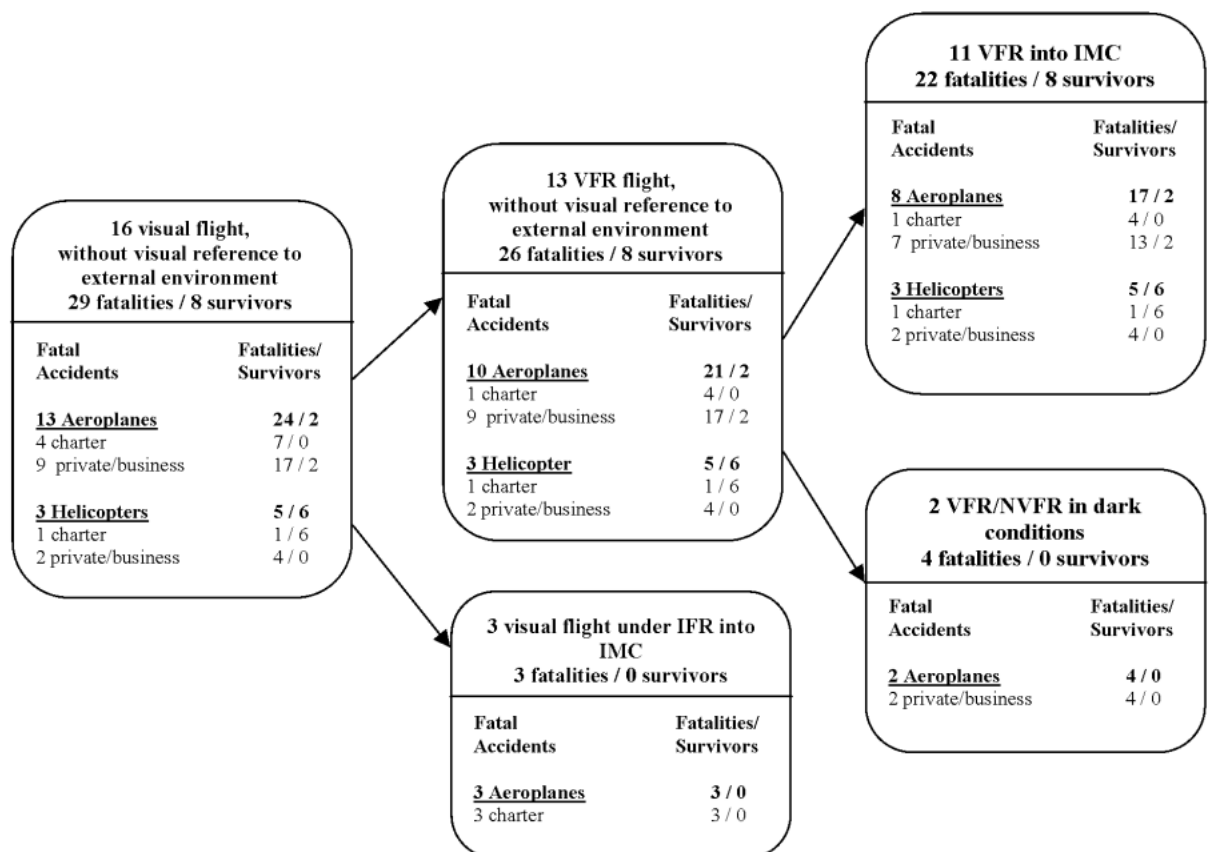 16 visual flight,
without visual reference to
external environment
29 fatalities / 8 survivors
Fatal Fatalities/
Accidents Survivors
13 Aeroplanes 24 / 2
4 charter 7 / 0
9 private/business 17 / 2
3 Helicopters 5 / 6
1 charter 1 / 6
2 private/business 4 / 0
13 VFR flight,
without visual reference to
external environment
26 fatalities / 8 survivors
Fatal Fatalities/
Accidents Survivors
10 Aeroplanes 21 / 2
1 charter 4 / 0
9 private/business 17 / 2
3 Helicopter 5 / 6
1 charter 1 / 6
2 private/business 4 / 0
3 visual flight under IFR into
IMC
3 fatalities / 0 survivors
Fatal Fatalities/
Accidents Survivors
3 Aeroplanes 3 / 0
3 charter 3 / 0
11 VFR into IMC
22 fatalities / 8 survivors
Fatal Fatalities/
Accidents Survivors
8 Aeroplanes 17 / 2
1 charter 4 / 0
7 private/business 13 / 2
3 Helicopters 5 / 6
1 charter 1 / 6
2 private/business 4 / 0
2 VFR/NVFR in dark
conditions
4 fatalities / 0 survivors
Fatal Fatalities/
Accidents Survivors
2 Aeroplanes 4 / 0
2 private/business 4 / 0